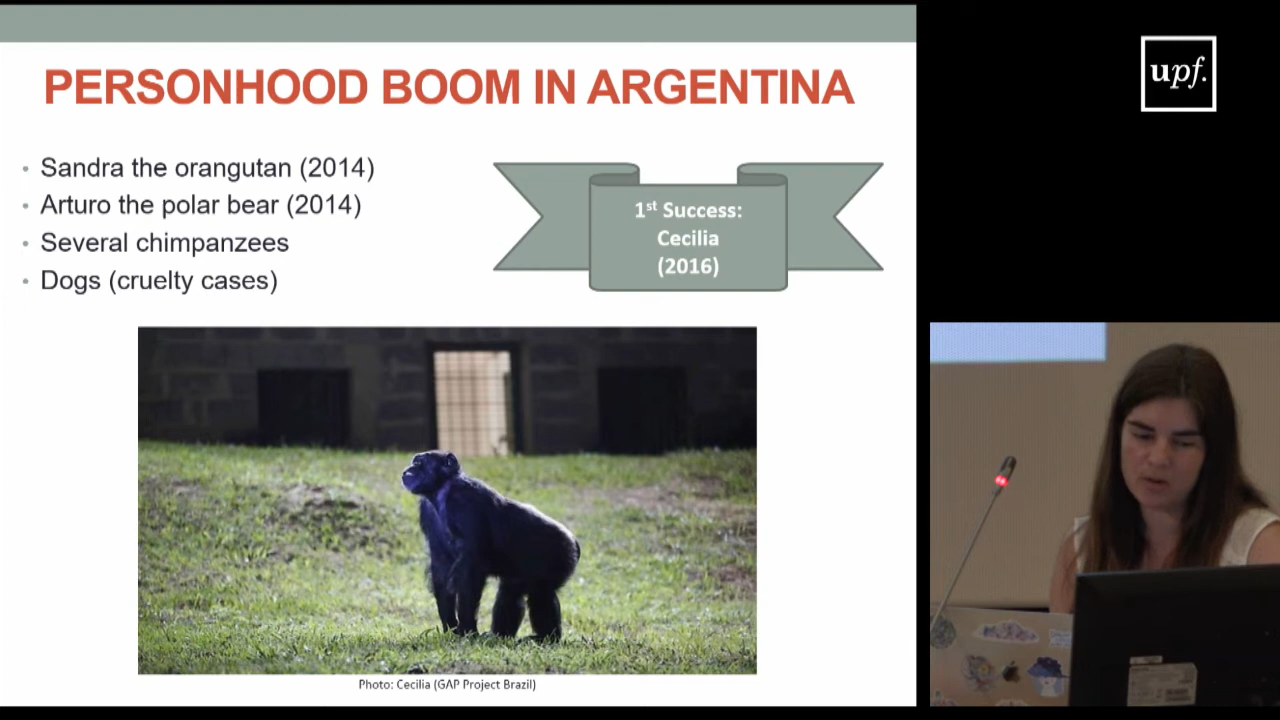 PERSONHOOD BOOM IN ARGENTINA
• Sandra the orangutan (2014)
• Arturo the polar bear (2014)
• Several chimpanzees
• Dogs (cruelty cases)
1st Success:
Cecilia
(2016)
Photo: Cecilia (GAP Project Brazil)
upf.